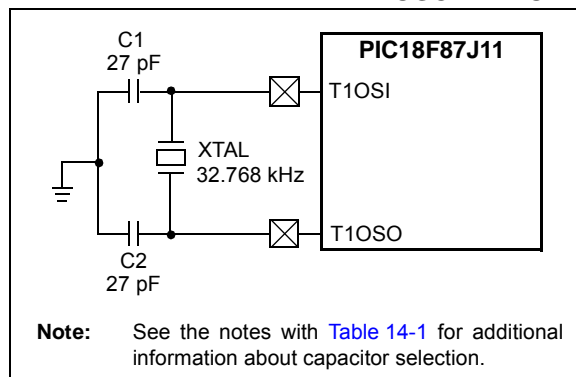 C1
27 pF
PIC18F87J11
T1OSI
XTAL
32.768 kHz
T1OSO
C2
27 pF
Note: See the notes with Table 14-1 for additional
information about capacitor selection.